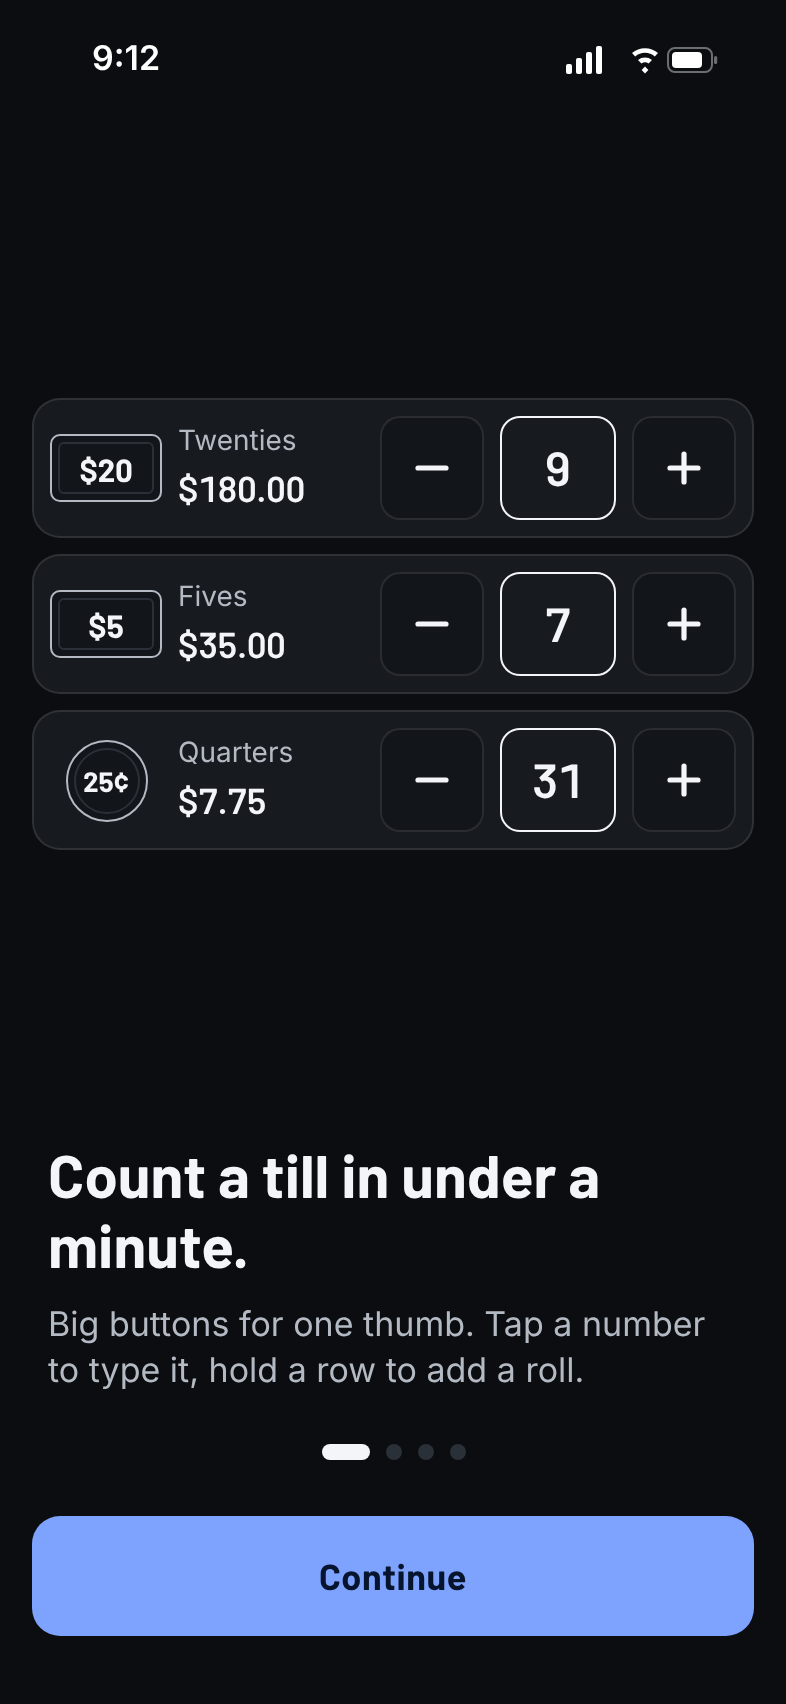 9:12
$20
Twenties
$180.00
9
$5
Fives
$35.00
7
25¢
Quarters
$7.75
31
Count a till in under a
minute.
Big buttons for one thumb. Tap a number
to type it, hold a row to add a roll.
Continue